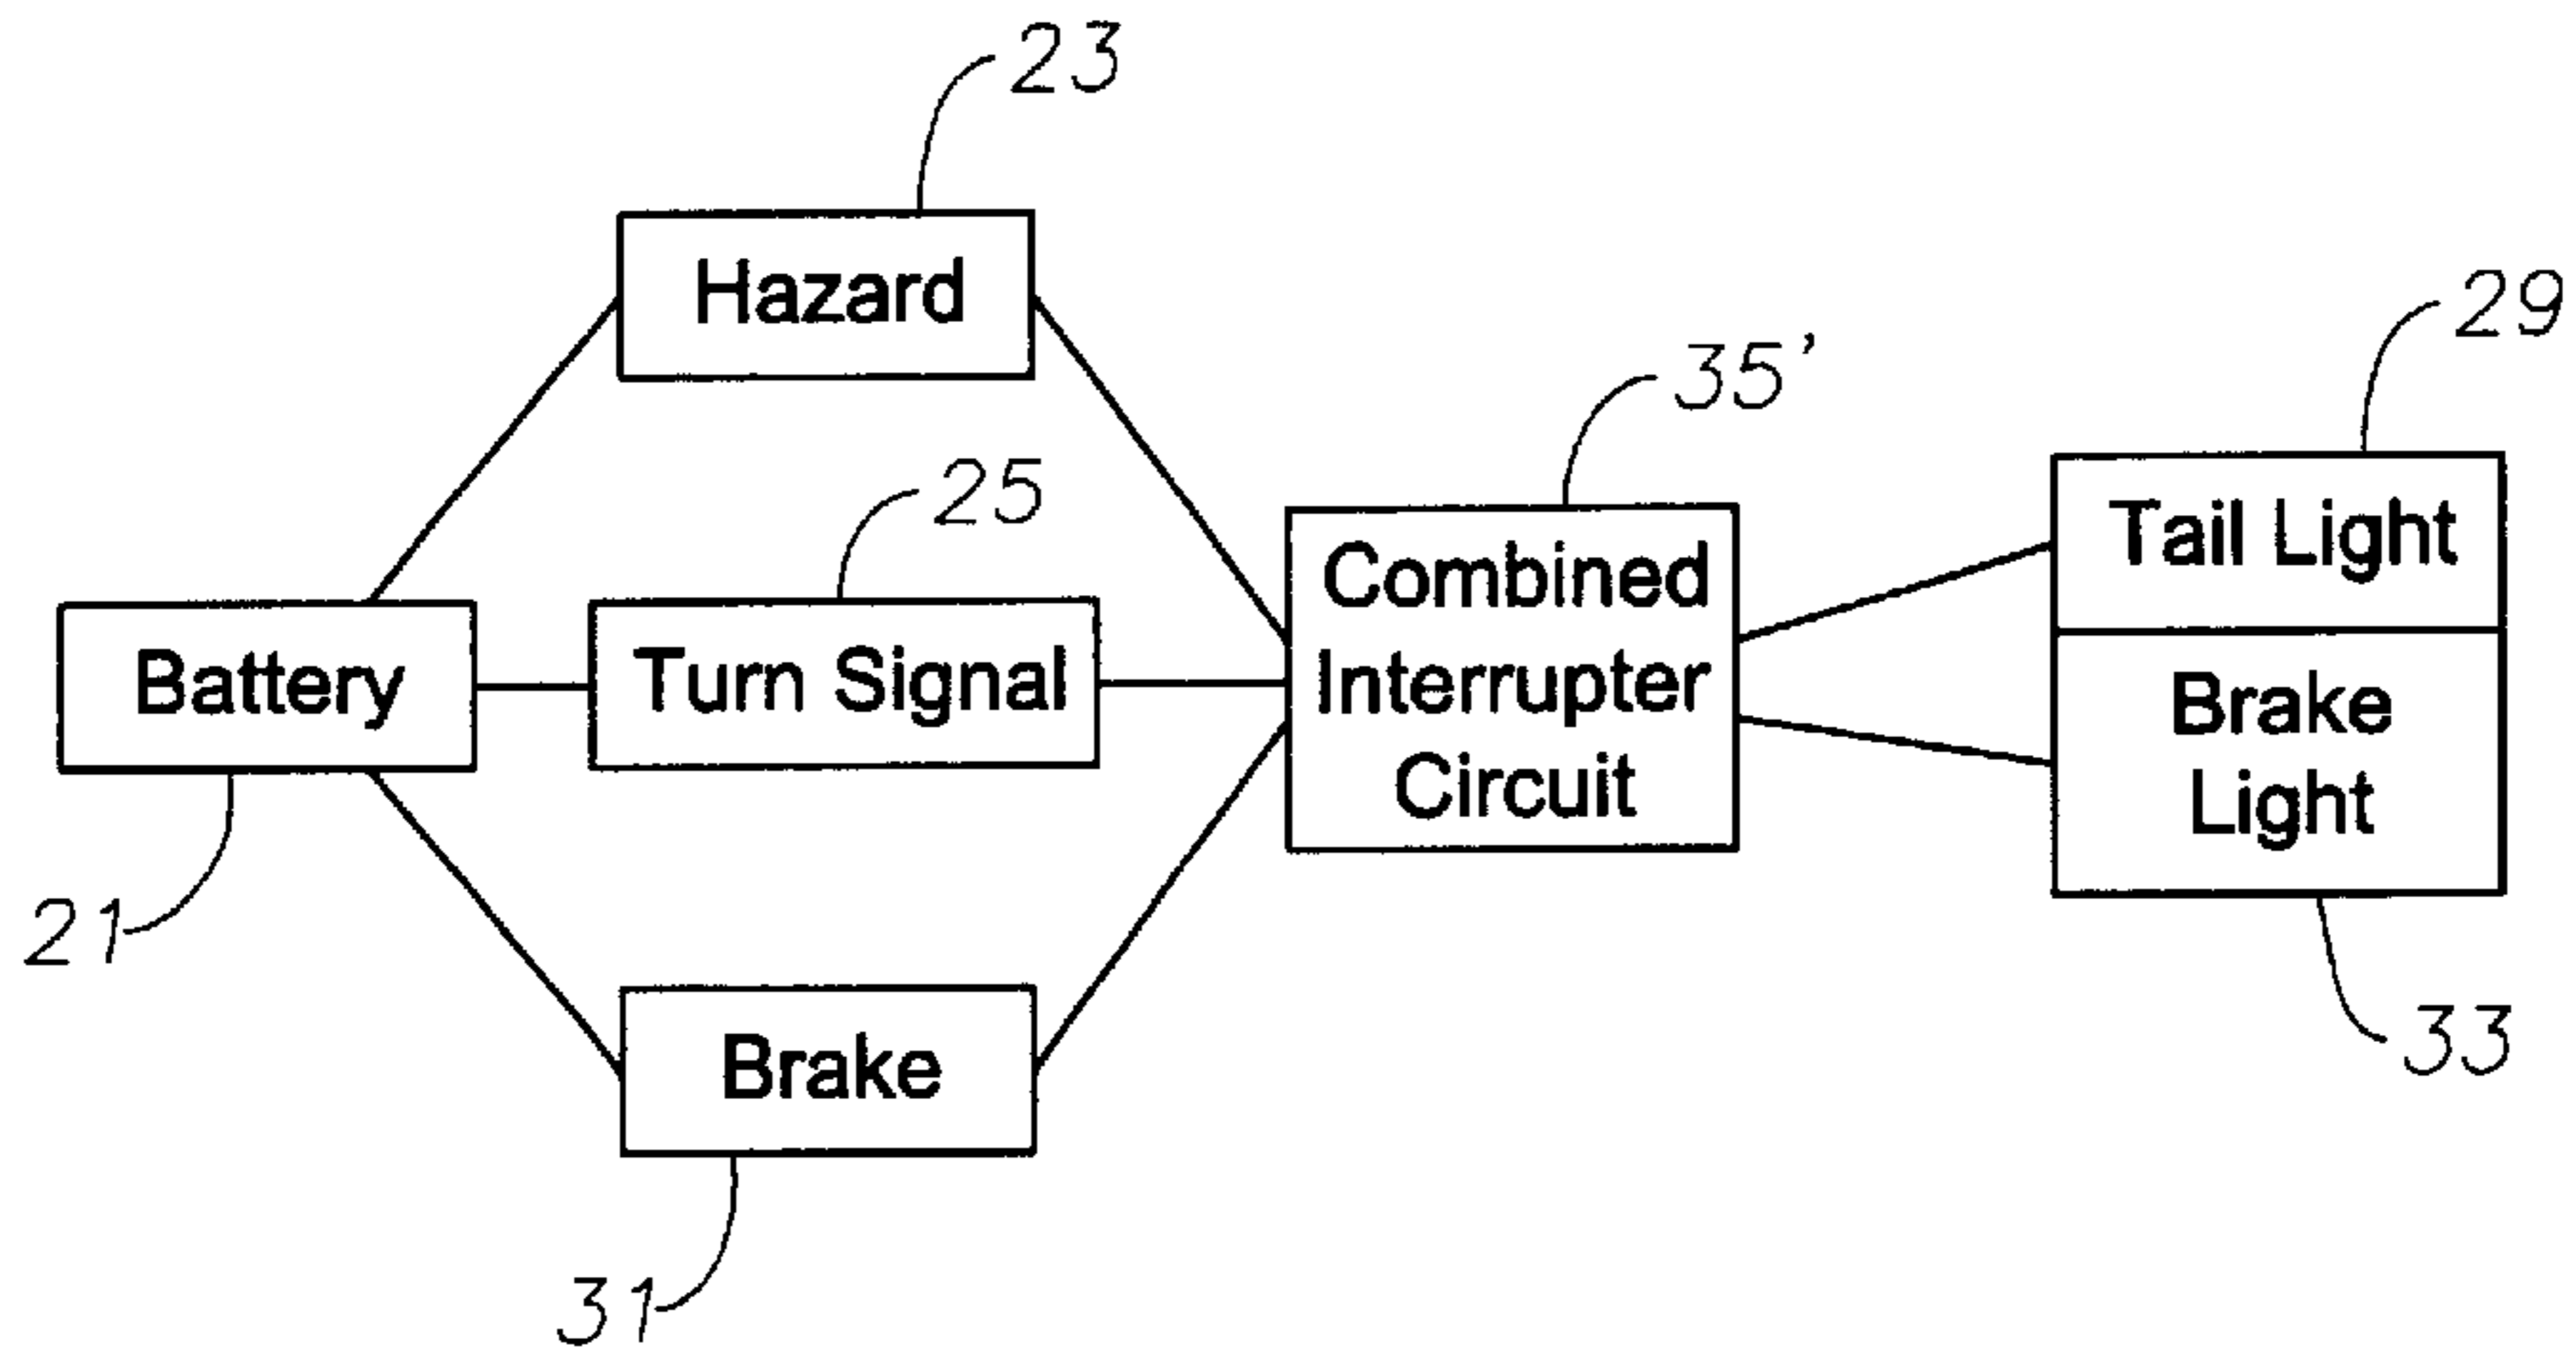 23
Hazard
29
35'
25
Tail Light
Combined
Interrupter
Circuit
Battery
Turn Signal
Brake
Light
21
33
Brake
31